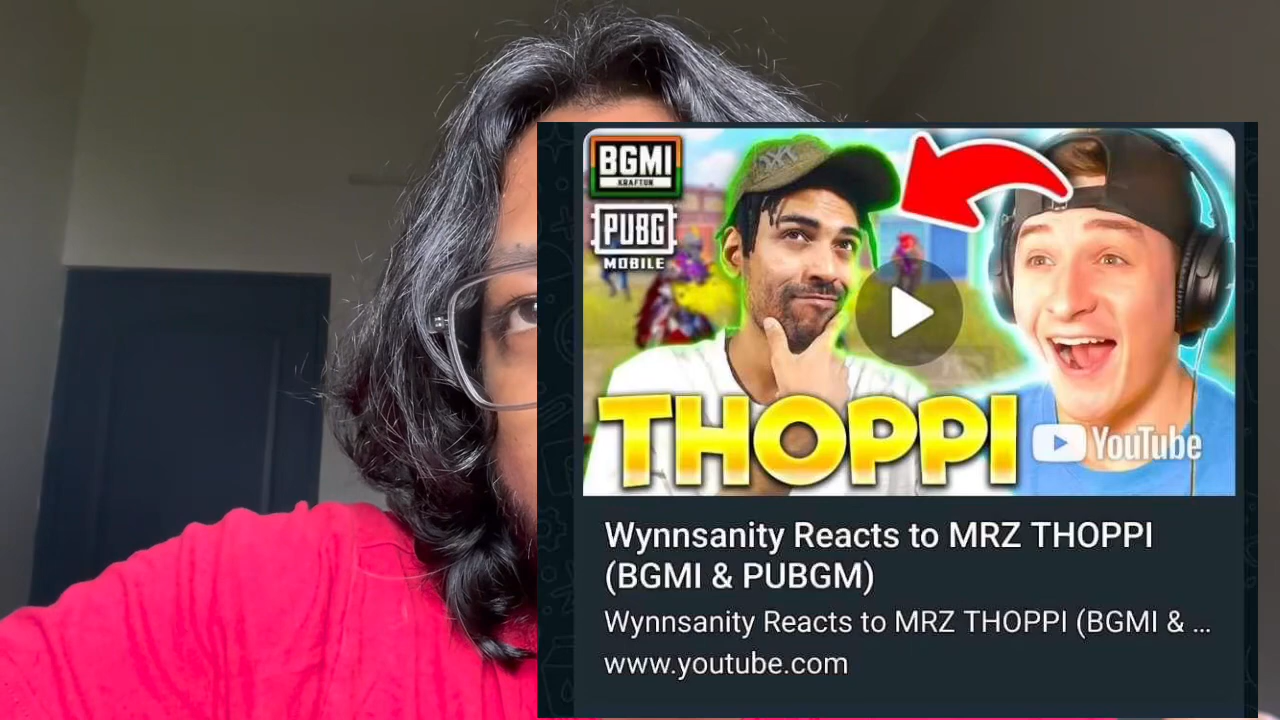 BGMI
KRAFTON
PUBG
MOBILE
THOPPI
YouTube
Wynnsanity Reacts to MRZ THOPPI
(BGMI & PUBGM)
Wynnsanity Reacts to MRZ THOPPI (BGMI & ...
www.youtube.com